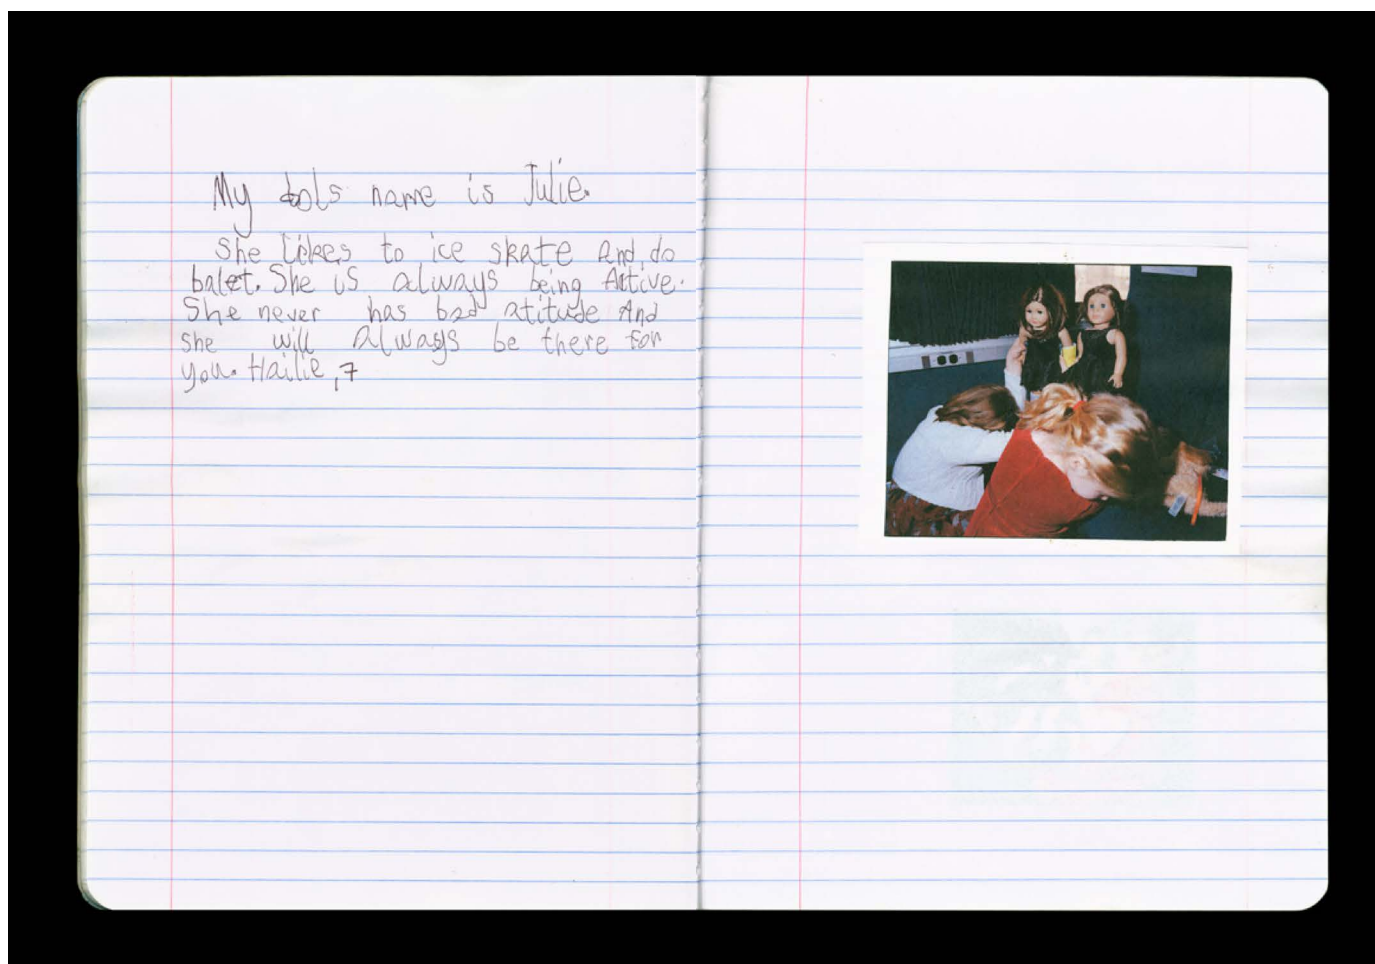 My dols name is Julie.
She likes to ice skate And do
balet. She is always being Active.
She never has bad atitude And
she will Always be there for
you. Hailie, 7